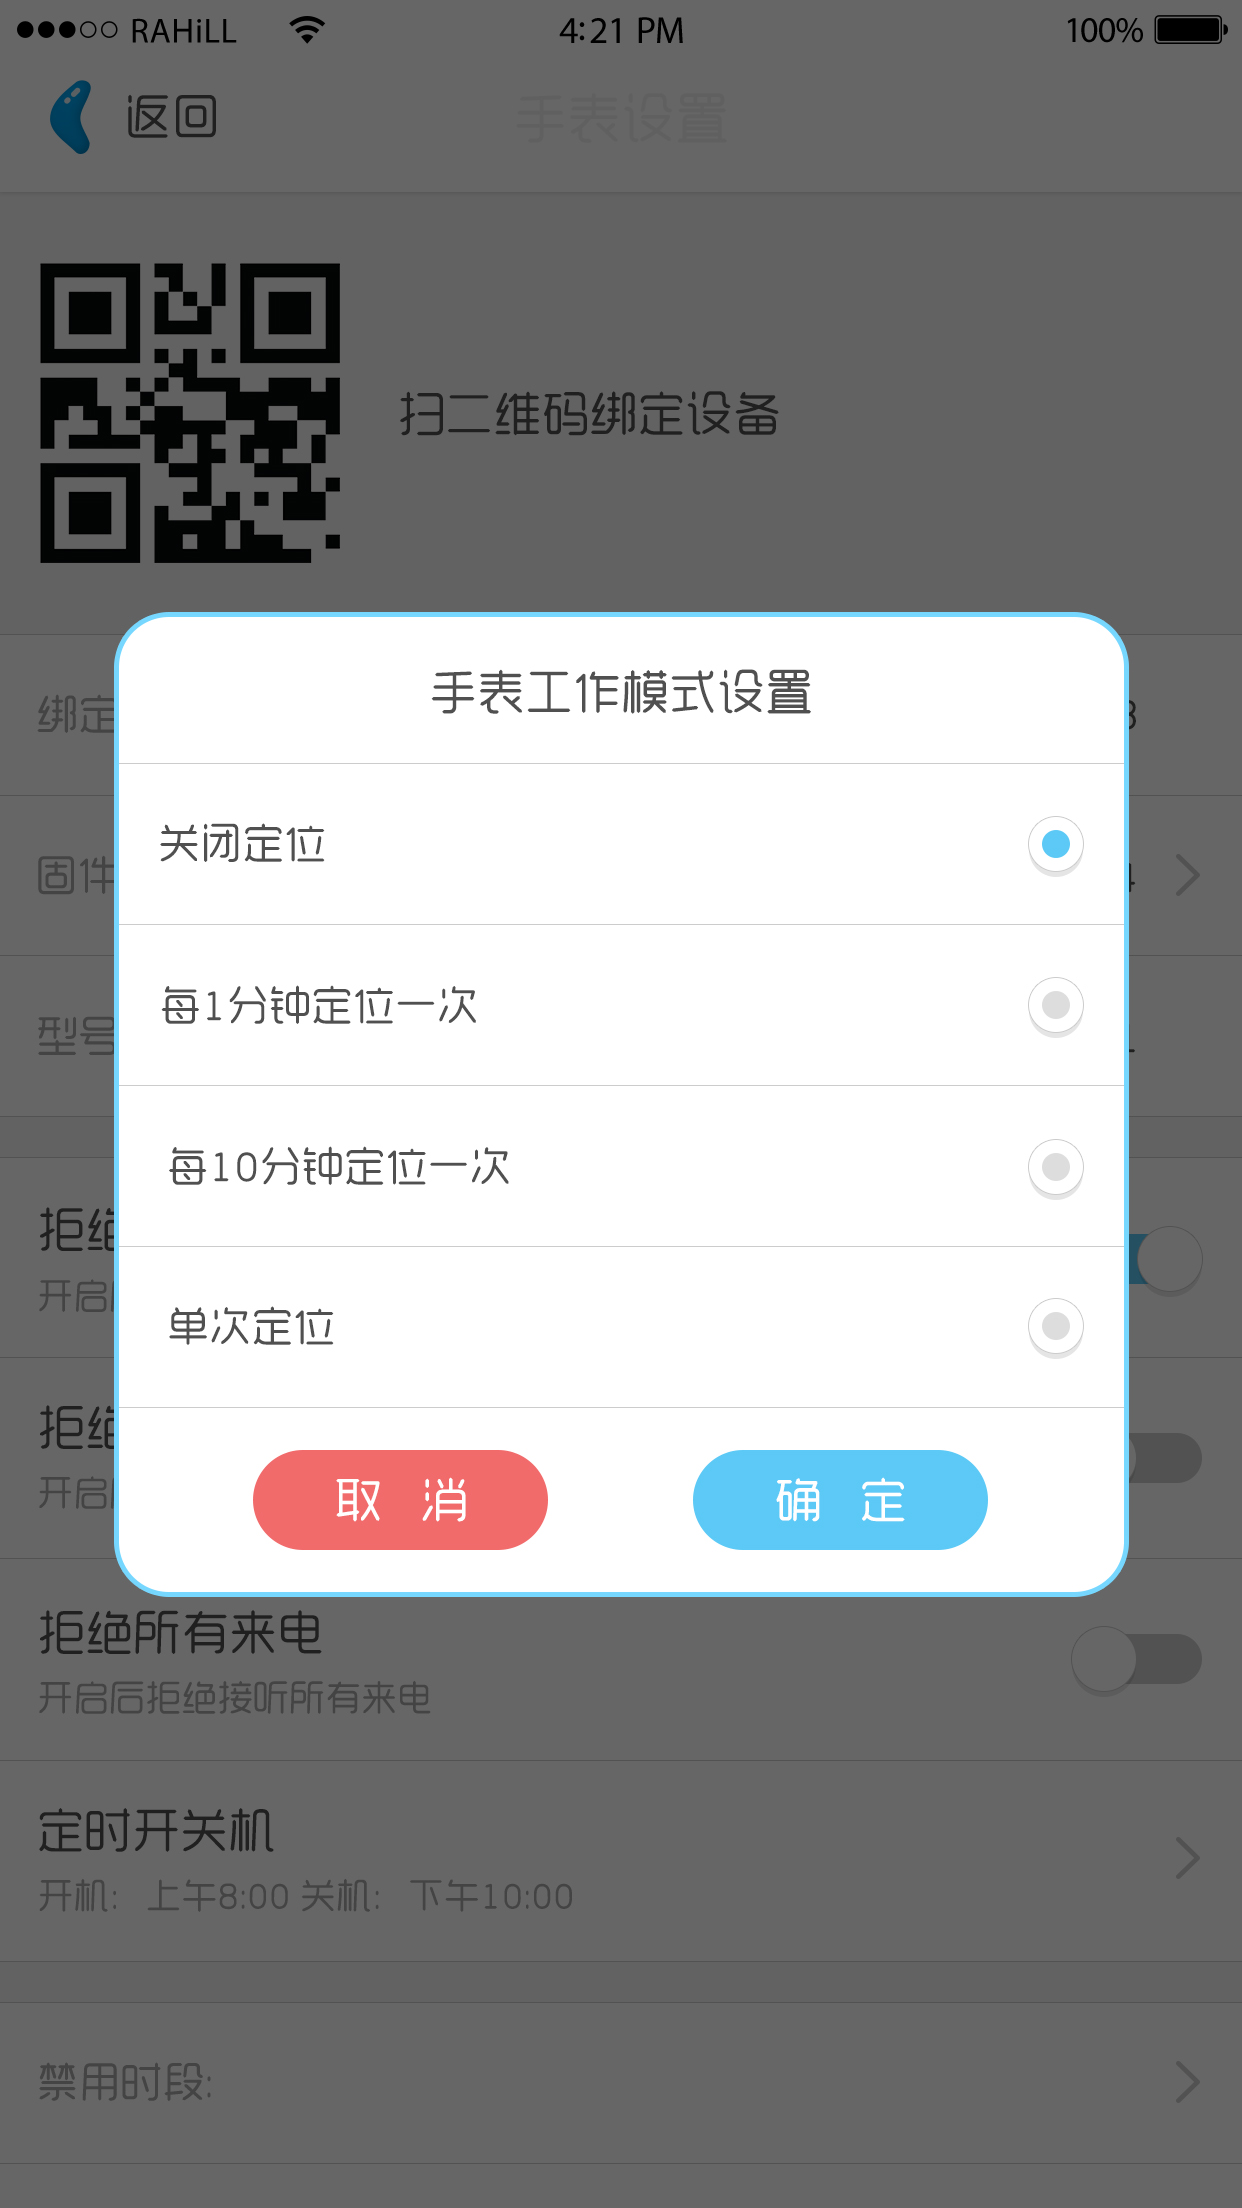 RAHiLL 4:21 PM 100%
返回 手表设置
扫二维码绑定设备
手表工作模式设置
绑定
关闭定位
固件
每1分钟定位一次
型号
每10分钟定位一次
拒绝
开启
单次定位
拒绝
开启
取 消 确 定
拒绝所有来电
开启后拒绝接听所有来电
定时开关机
开机: 上午8:00 关机: 下午10:00
禁用时段: